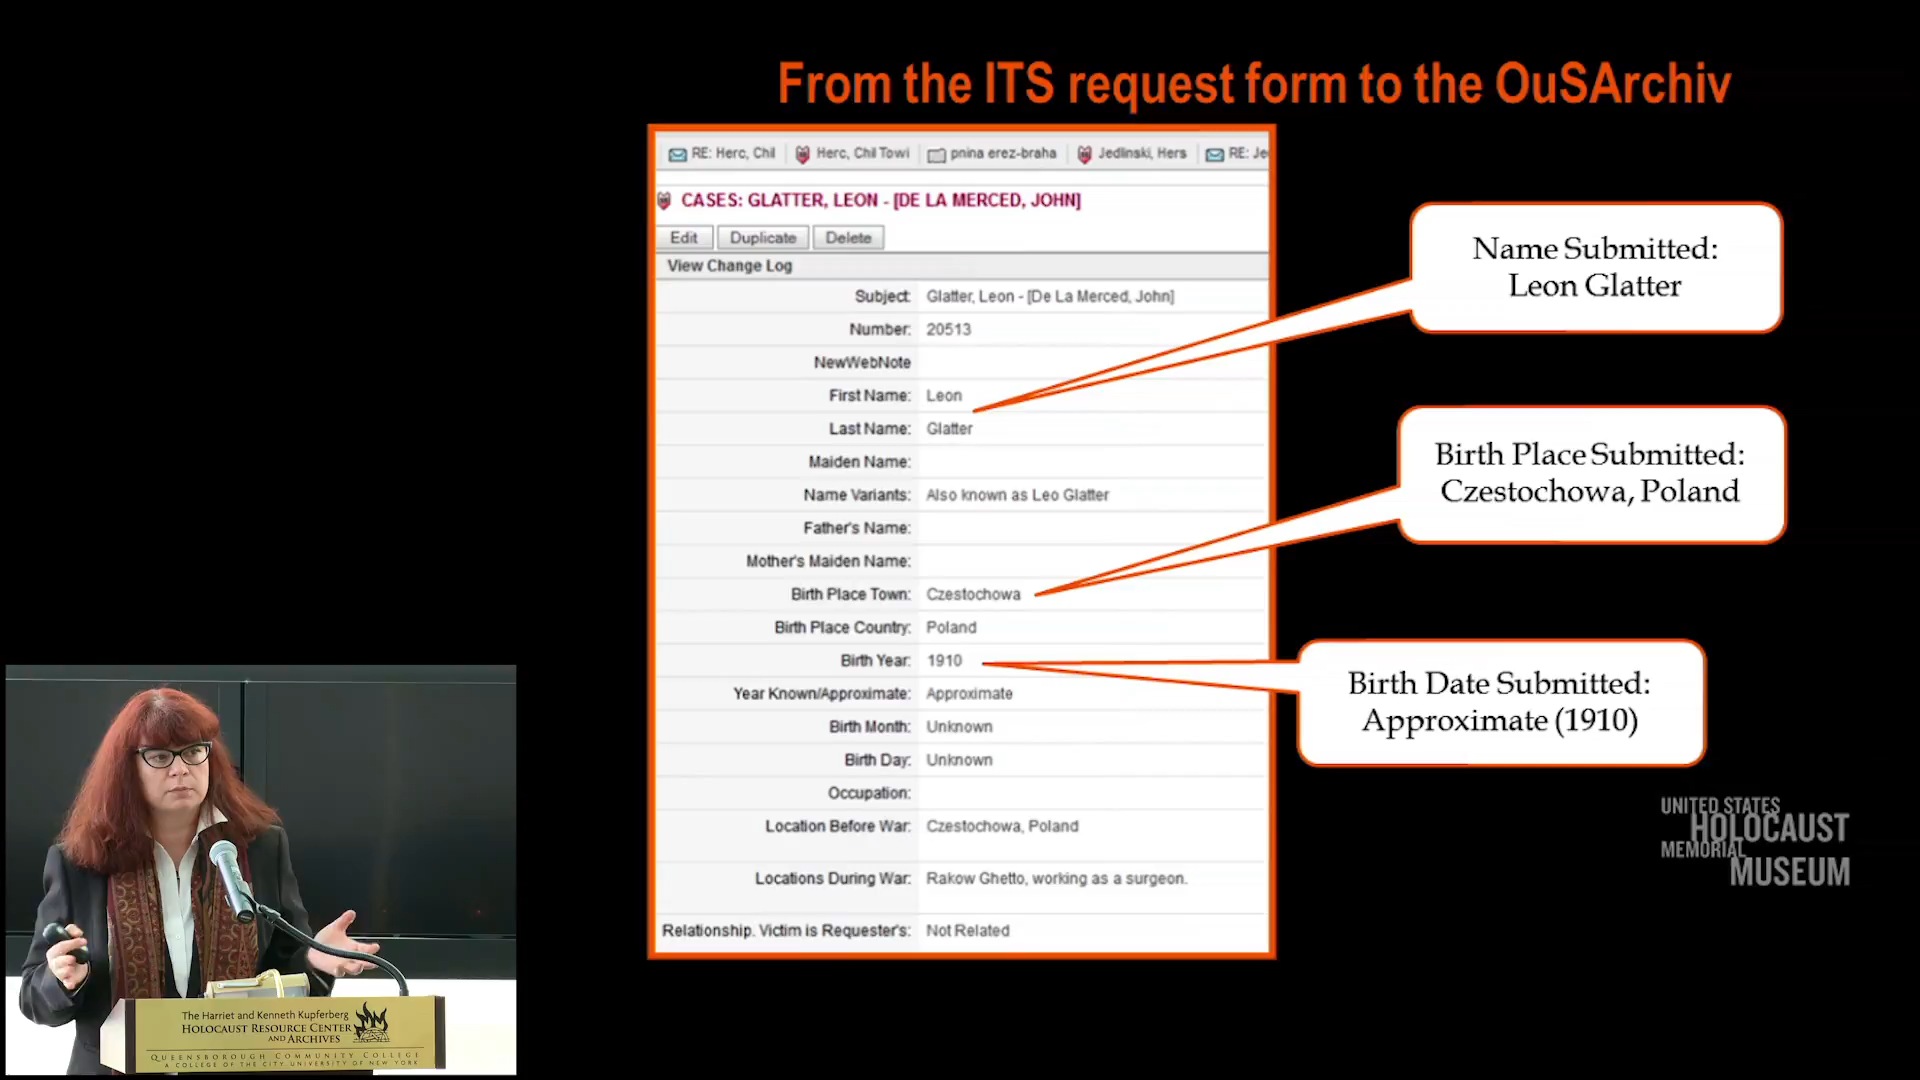 From the ITS request form to the OuSArchiv
RE: Herc, Chil
Herc, Chil Towi
pnina erez-braha
Jedlinski, Hers
RE: Je
CASES: GLATTER, LEON - [DE LA MERCED, JOHN]
Edit
Duplicate
Delete
View Change Log
Subject: Glatter, Leon - [De La Merced, John]
Number: 20513
NewWebNote
First Name: Leon
Last Name: Glatter
Maiden Name:
Name Variants: Also known as Leo Glatter
Father's Name:
Mother's Maiden Name:
Birth Place Town: Czestochowa
Birth Place Country: Poland
Birth Year: 1910
Year Known/Approximate: Approximate
Birth Month: Unknown
Birth Day: Unknown
Occupation:
Location Before War: Czestochowa, Poland
Locations During War: Rakow Ghetto, working as a surgeon.
Relationship. Victim is Requester's: Not Related
Name Submitted:
Leon Glatter
Birth Place Submitted:
Czestochowa, Poland
Birth Date Submitted:
Approximate (1910)
UNITED STATES
HOLOCAUST
MEMORIAL
MUSEUM
The Harriet and Kenneth Kupferberg
HOLOCAUST RESOURCE CENTER
AND ARCHIVES
QUEENSBOROUGH COMMUNITY COLLEGE
A COLLEGE OF THE CITY UNIVERSITY OF NEW YORK